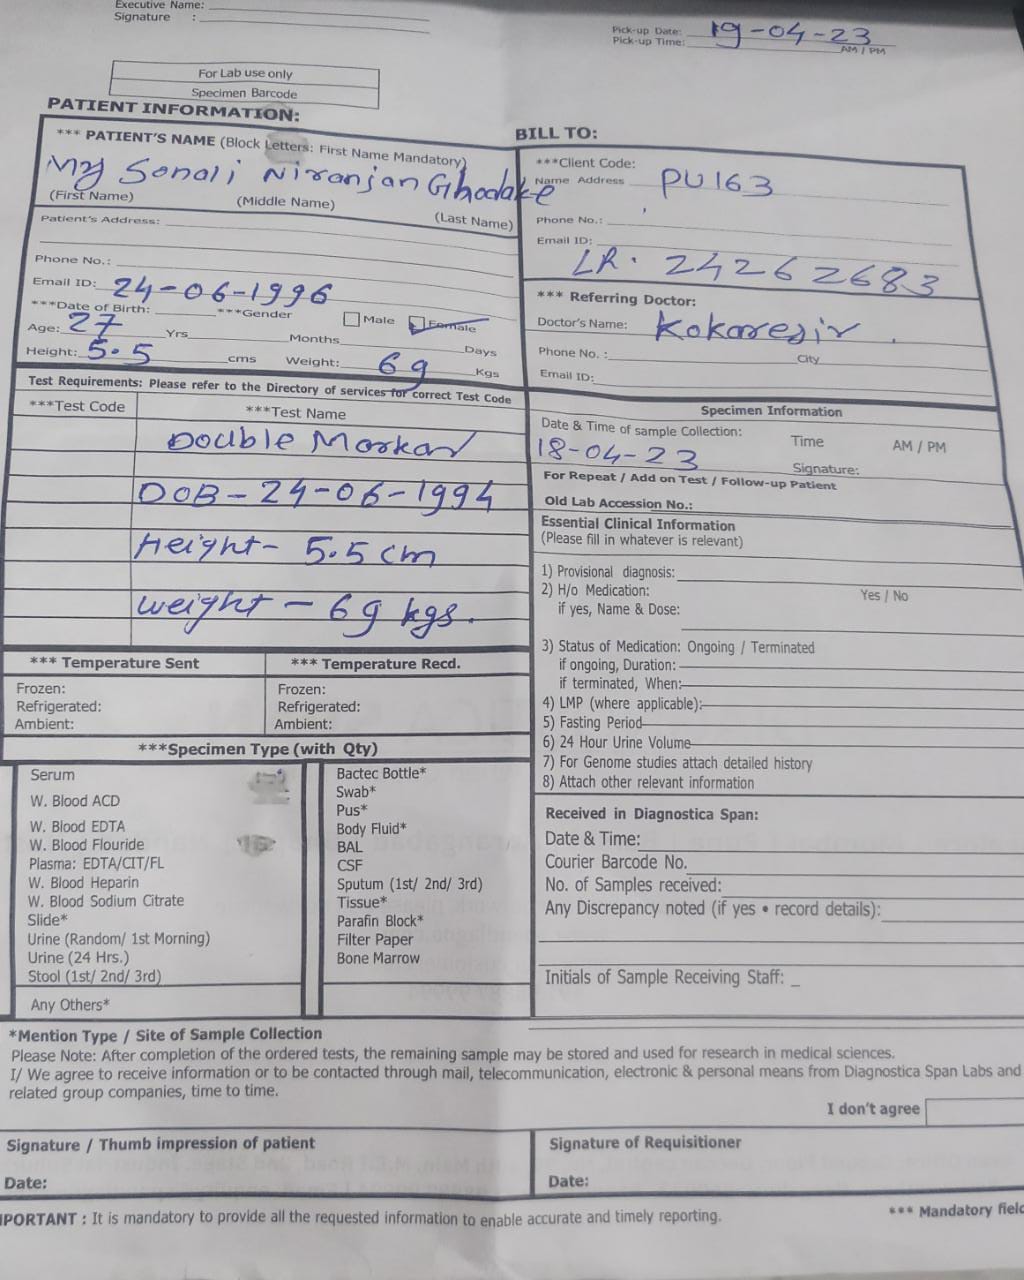 Executive Name:
Signature :
Pick-up Date: 19-04-23
Pick-up Time: AM / PM
For Lab use only
Specimen Barcode
PATIENT INFORMATION:
*** PATIENT'S NAME (Block Letters: First Name Mandatory)
Sonali Niranjan Ghodake
(First Name) (Middle Name) (Last Name)
Patient's Address:
Phone No.:
Email ID:
24-06-1996
***Date of Birth: ***Gender Male Female
Age: 27 Yrs Months Days
Height: 5.5 cms Weight: 69 Kgs
BILL TO:
***Client Code:
Name Address PU163
Phone No.:
Email ID:
LR. 24262683
*** Referring Doctor:
Doctor's Name: Kokaresir
Phone No. : City
Email ID:
Test Requirements: Please refer to the Directory of services for correct Test Code
***Test Code ***Test Name
Double Markar
DOB - 24-06-1994
Height - 5.5 cm
weight - 69 kgs.
Specimen Information
Date & Time of sample Collection: Time AM / PM
18-04-23 Signature:
For Repeat / Add on Test / Follow-up Patient
Old Lab Accession No.:
Essential Clinical Information
(Please fill in whatever is relevant)
1) Provisional diagnosis:
2) H/o Medication: Yes / No
if yes, Name & Dose:
3) Status of Medication: Ongoing / Terminated
if ongoing, Duration:
if terminated, When:
4) LMP (where applicable):
5) Fasting Period
6) 24 Hour Urine Volume
7) For Genome studies attach detailed history
8) Attach other relevant information
*** Temperature Sent *** Temperature Recd.
Frozen: Frozen:
Refrigerated: Refrigerated:
Ambient: Ambient:
***Specimen Type (with Qty)
Serum
W. Blood ACD
W. Blood EDTA
W. Blood Flouride
Plasma: EDTA/CIT/FL
W. Blood Heparin
W. Blood Sodium Citrate
Slide*
Urine (Random/ 1st Morning)
Urine (24 Hrs.)
Stool (1st/ 2nd/ 3rd)
Any Others*
Bactec Bottle*
Swab*
Pus*
Body Fluid*
BAL
CSF
Sputum (1st/ 2nd/ 3rd)
Tissue*
Parafin Block*
Filter Paper
Bone Marrow
Received in Diagnostica Span:
Date & Time:
Courier Barcode No.
No. of Samples received:
Any Discrepancy noted (if yes • record details):
Initials of Sample Receiving Staff:
*Mention Type / Site of Sample Collection
Please Note: After completion of the ordered tests, the remaining sample may be stored and used for research in medical sciences.
I/ We agree to receive information or to be contacted through mail, telecommunication, electronic & personal means from Diagnostica Span Labs and
related group companies, time to time.
I don't agree
Signature / Thumb impression of patient Signature of Requisitioner
Date: Date:
IPORTANT : It is mandatory to provide all the requested information to enable accurate and timely reporting. *** Mandatory field